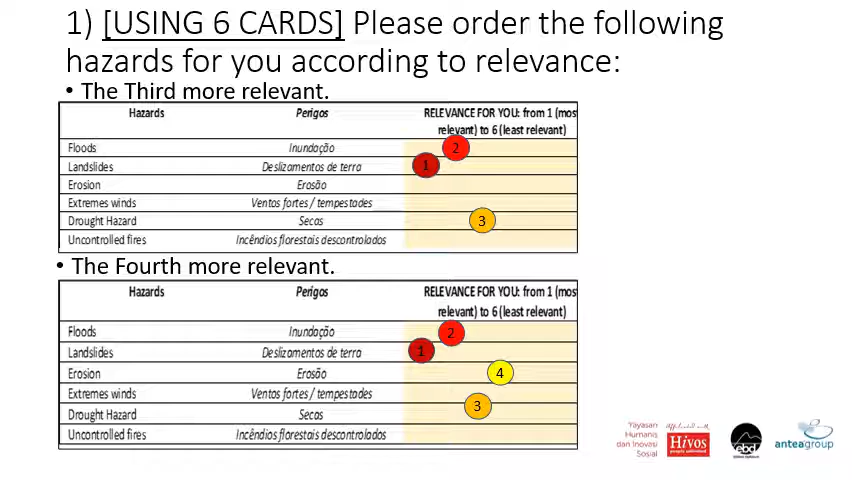 1) [USING 6 CARDS] Please order the following
hazards for you according to relevance:
• The Third more relevant.
Hazards Perigos RELEVANCE FOR YOU: from 1 (mos
relevant) to 6 (least relevant)
Floods Inundação 2
Landslides Deslizamentos de terra 1
Erosion Erosão
Extremes winds Ventos fortes / tempestades
Drought Hazard Secas 3
Uncontrolled fires Incêndios florestais descontrolados
• The Fourth more relevant.
Hazards Perigos RELEVANCE FOR YOU: from 1 (mos
relevant) to 6 (least relevant)
Floods Inundação 2
Landslides Deslizamentos de terra 1
Erosion Erosão 4
Extremes winds Ventos fortes / tempestades
Drought Hazard Secas 3
Uncontrolled fires Incêndios florestais descontrolados
Yayasan
Humanis
dan Inovasi
Sosial
Hivos
people unlimited
ebd
anteagroup